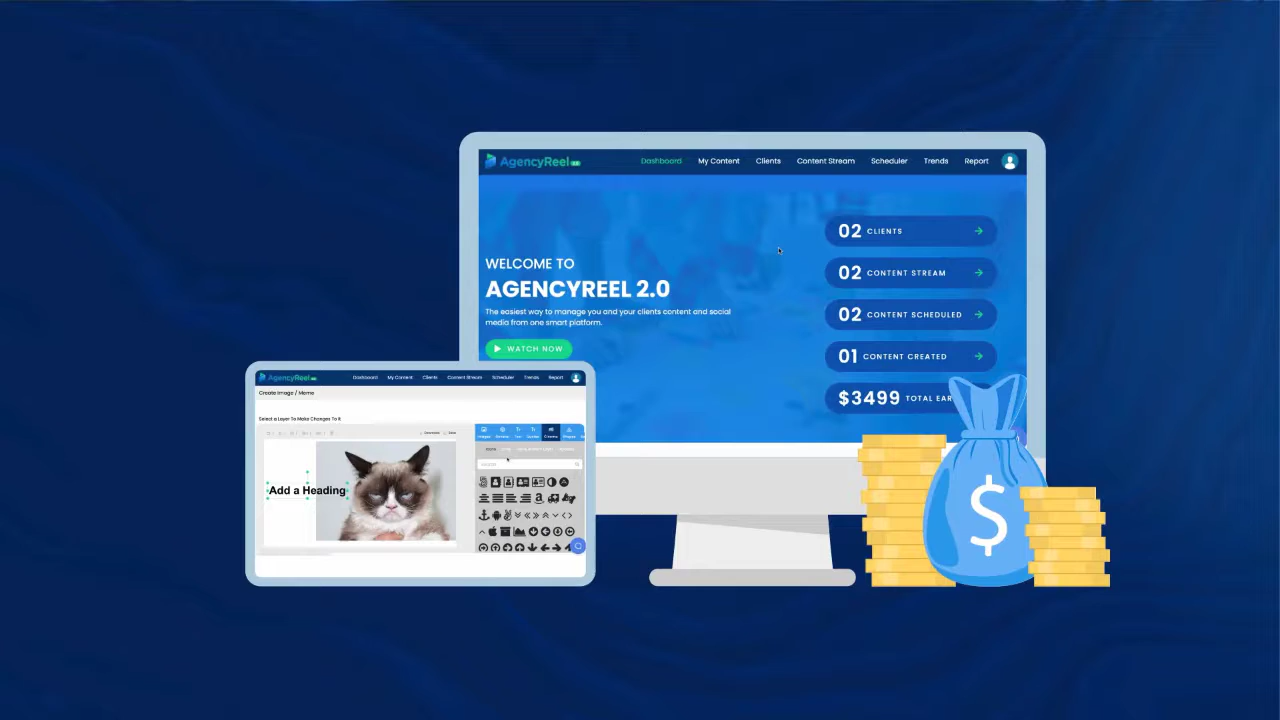 AgencyReel 2.0
Dashboard My Content Clients Content Stream Scheduler Trends Report
WELCOME TO
AGENCYREEL 2.0
The easiest way to manage you and your clients content and social
media from one smart platform.
WATCH NOW
02 CLIENTS
02 CONTENT STREAM
02 CONTENT SCHEDULED
01 CONTENT CREATED
$3499 TOTAL EAR
AgencyReel
Dashboard My Content Clients Content Stream Scheduler Trends Report
Create Image / Meme
Select a Layer To Make Changes To it
Add a Heading
$